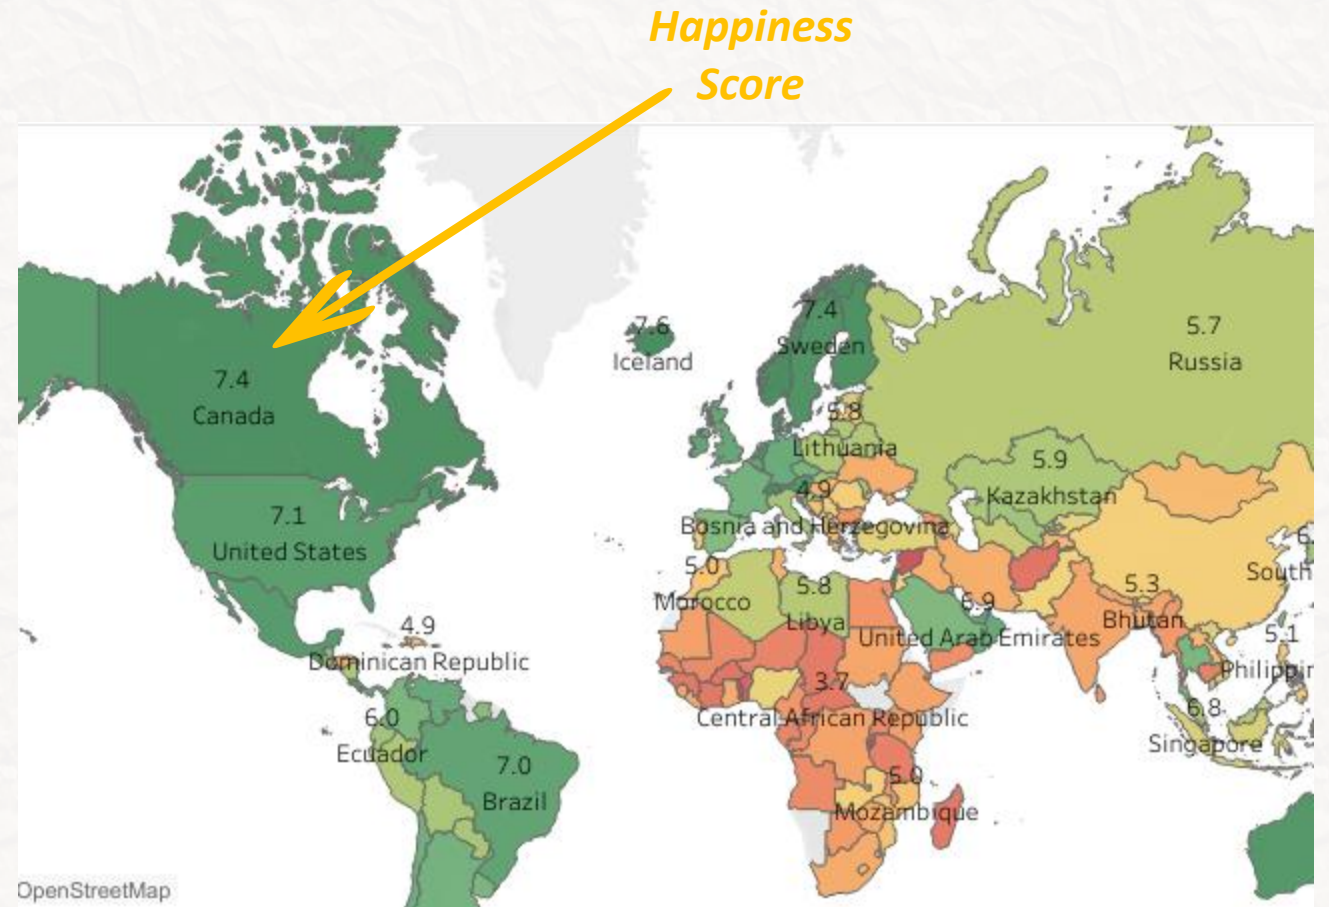 Happiness
Score
7.4
Canada
7.1
United States
4.9
Dominican Republic
6.0
Ecuador
7.0
Brazil
7.6
Iceland
7.4
Sweden
5.7
Russia
5.8
Lithuania
5.9
Kazakhstan
4.9
Bosnia and Herzegovina
5.0
Morocco
5.8
Libya
6.9
United Arab Emirates
5.3
Bhutan
6.
South
5.1
Philippin
3.7
Central African Republic
6.8
Singapore
5.0
Mozambique
OpenStreetMap